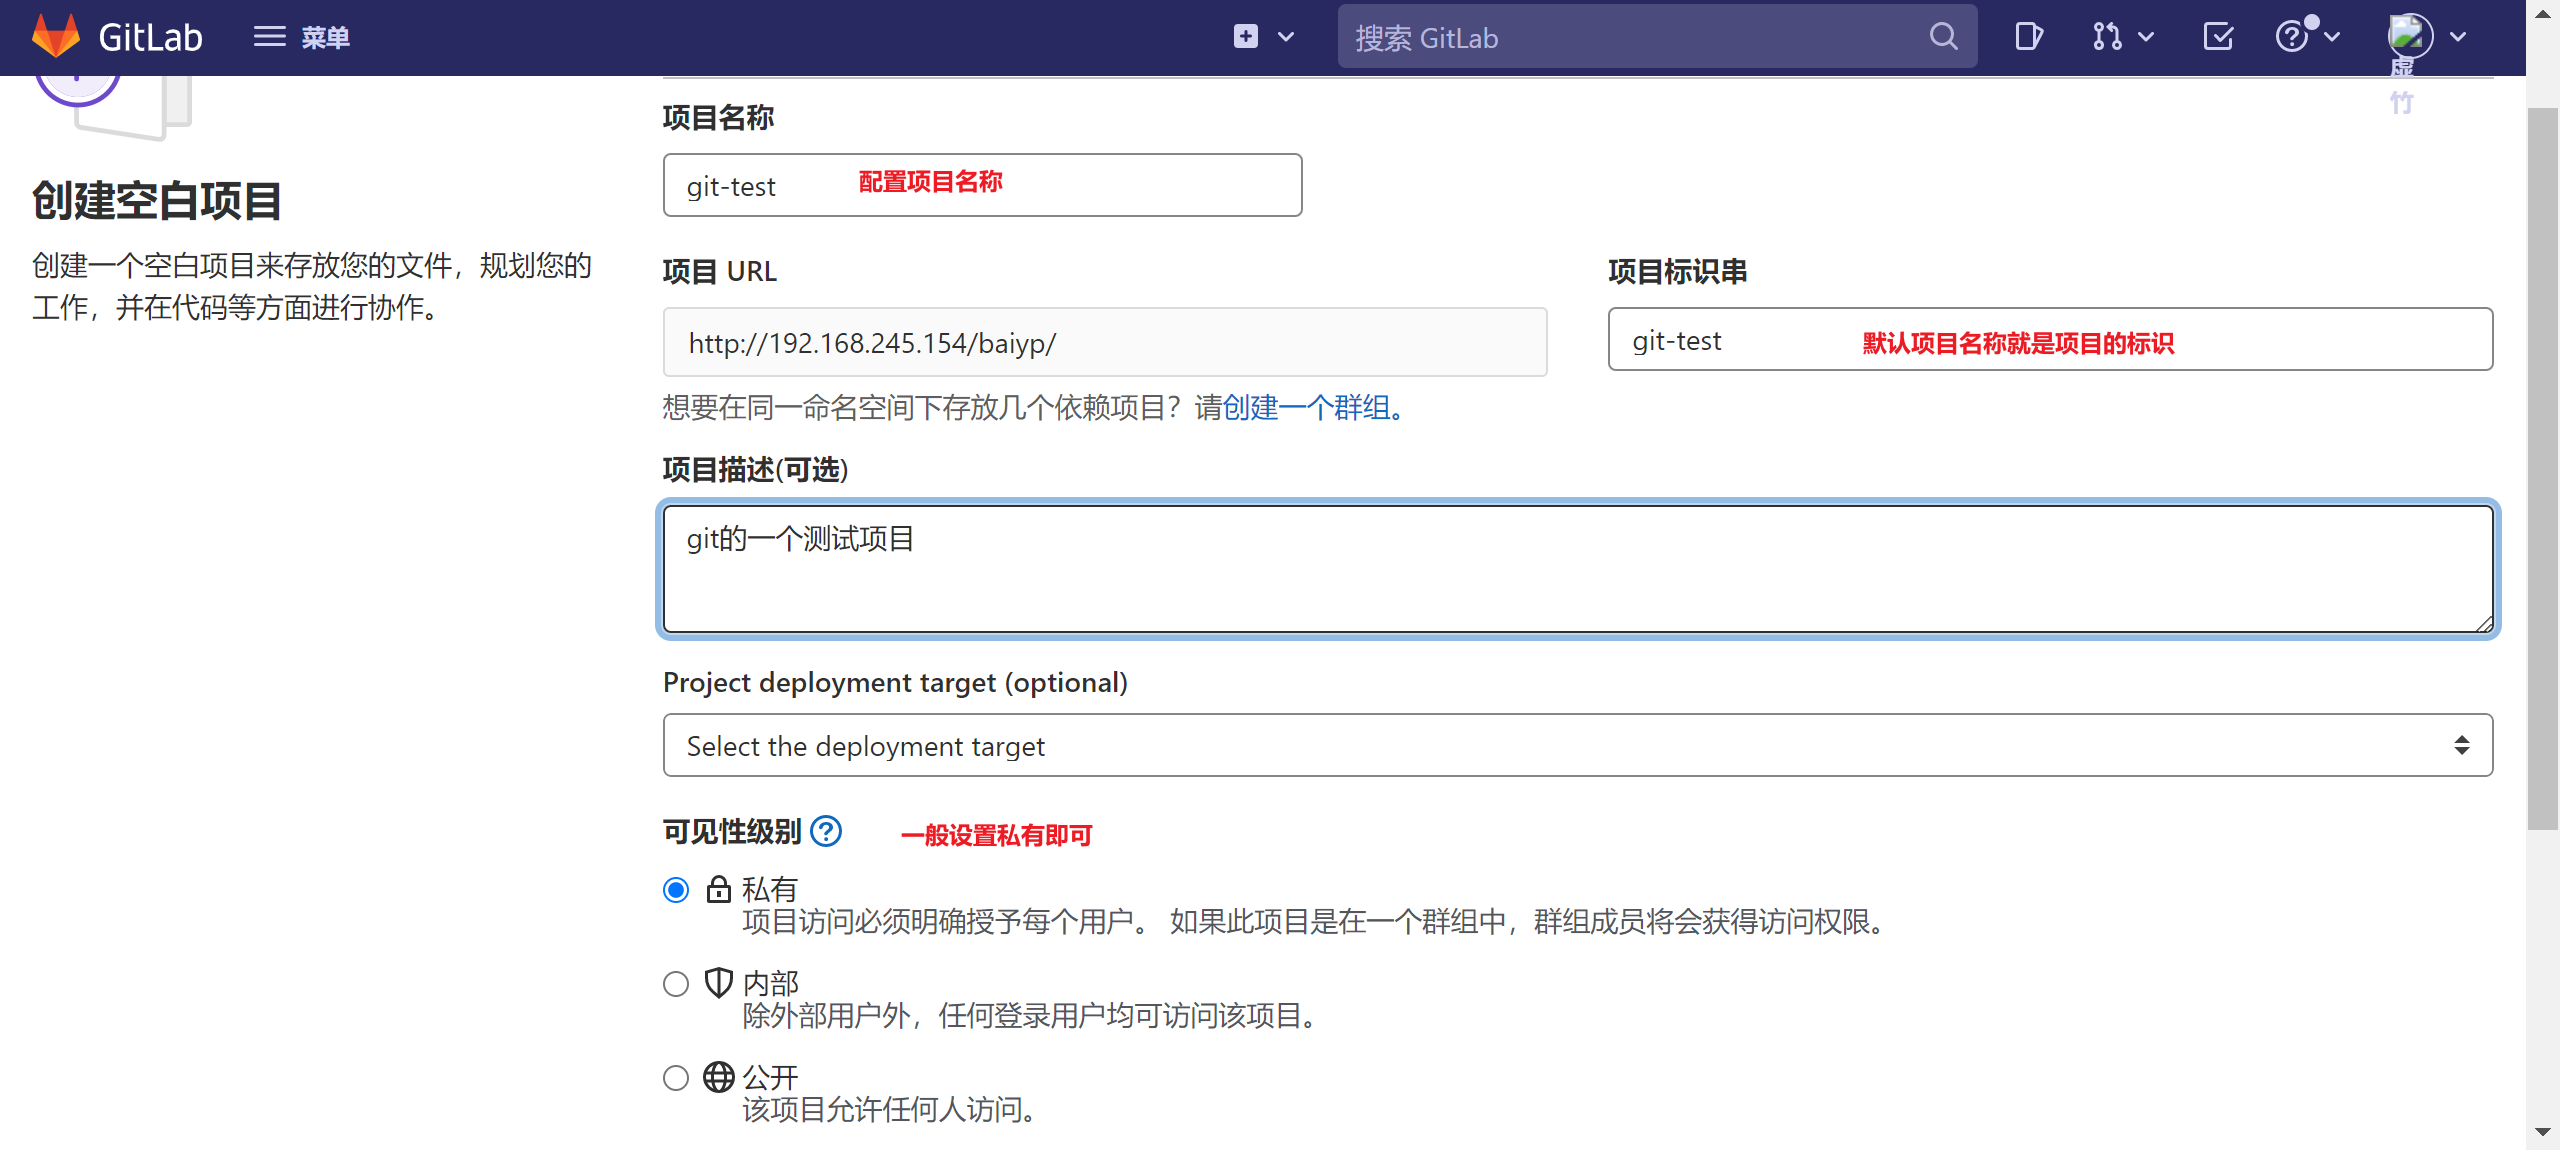 GitLab 菜单 搜索 GitLab
虚
竹
创建空白项目
创建一个空白项目来存放您的文件，规划您的
工作，并在代码等方面进行协作。
项目名称
git-test 配置项目名称
项目 URL 项目标识串
http://192.168.245.154/baiyp/ git-test 默认项目名称就是项目的标识
想要在同一命名空间下存放几个依赖项目？请创建一个群组。
项目描述(可选)
git的一个测试项目
Project deployment target (optional)
Select the deployment target
可见性级别 一般设置私有即可
私有
项目访问必须明确授予每个用户。 如果此项目是在一个群组中，群组成员将会获得访问权限。
内部
除外部用户外，任何登录用户均可访问该项目。
公开
该项目允许任何人访问。